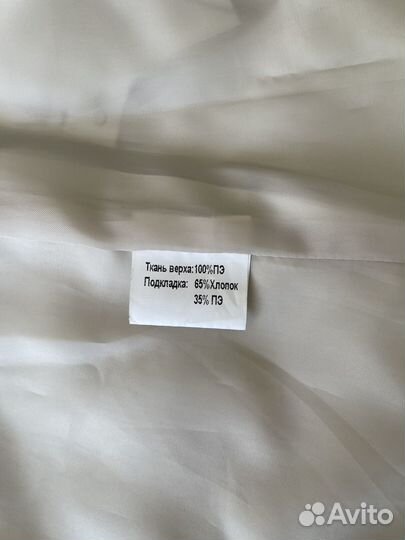 Ткань верха:100%ПЭ
Подкладка: 65%Хлопок
35% ПЭ
Avito